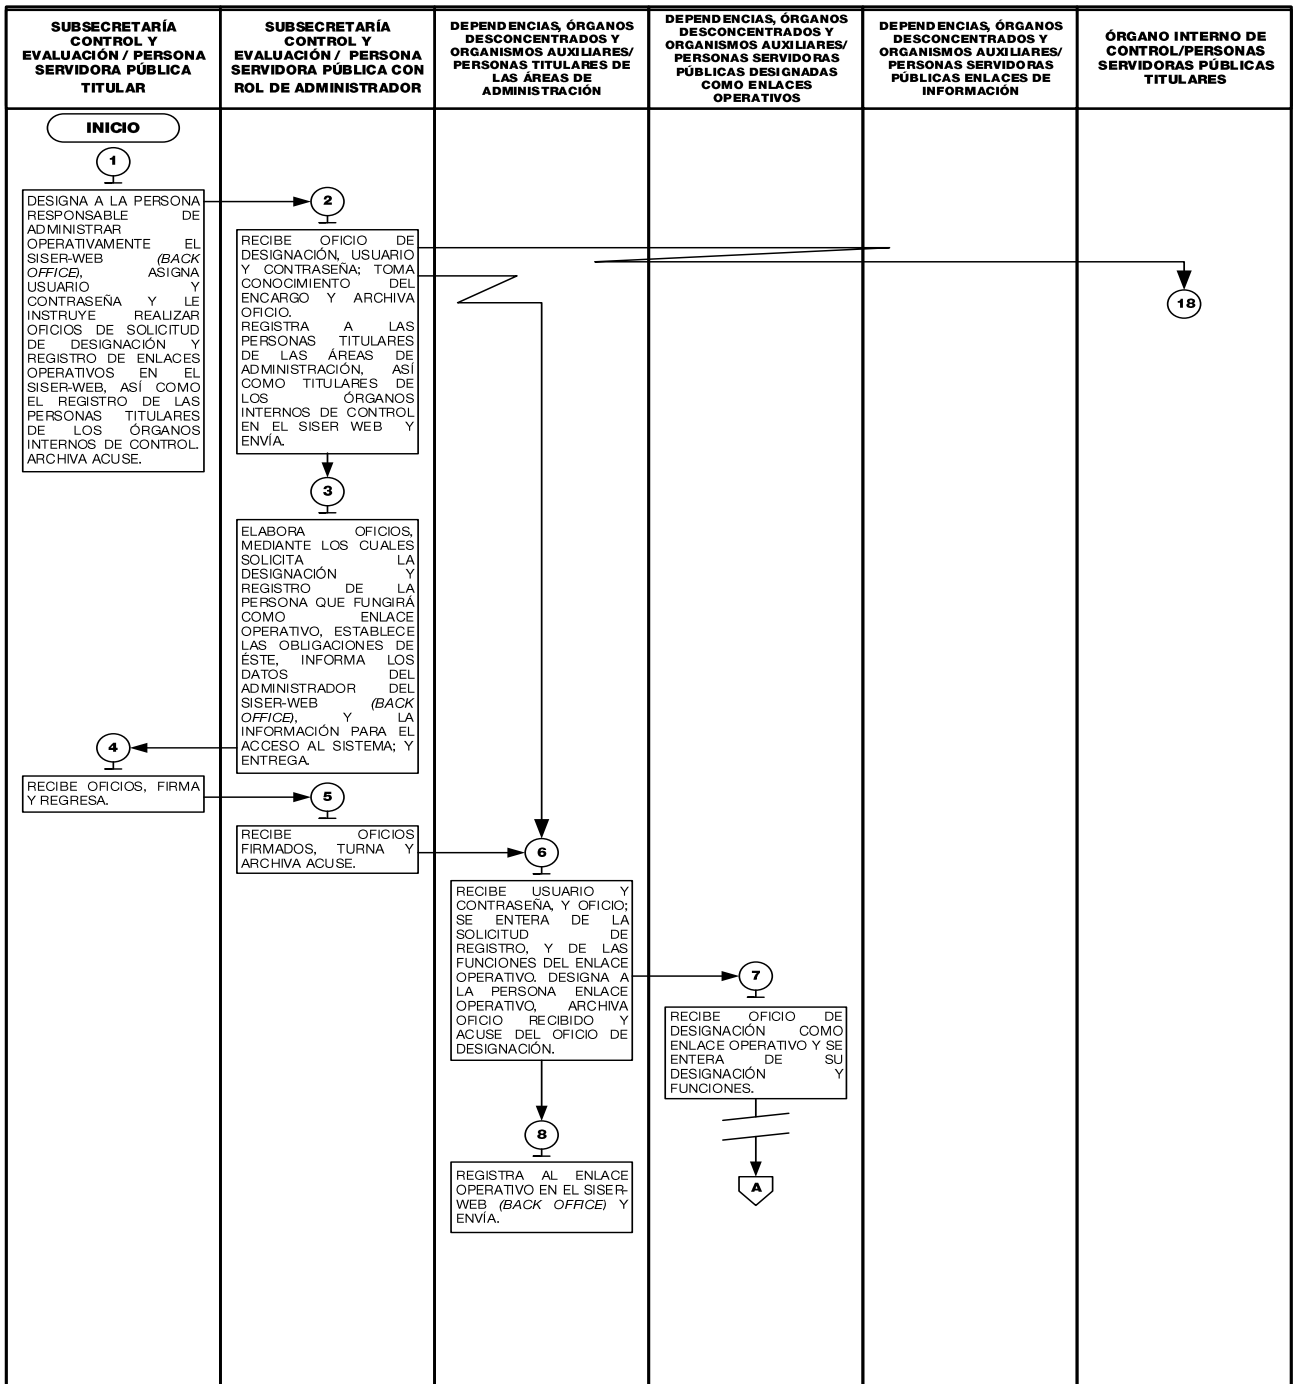 SUBSECRETARÍA
CONTROL Y
EVALUACIÓN / PERSONA
SERVIDORA PÚBLICA
TITULAR
SUBSECRETARÍA
CONTROL Y
EVALUACIÓN / PERSONA
SERVIDORA PÚBLICA CON
ROL DE ADMINISTRADOR
DEPENDENCIAS, ÓRGANOS
DESCONCENTRADOS Y
ORGANISMOS AUXILIARES/
PERSONAS TITULARES DE
LAS ÁREAS DE
ADMINISTRACIÓN
DEPENDENCIAS, ÓRGANOS
DESCONCENTRADOS Y
ORGANISMOS AUXILIARES/
PERSONAS SERVIDORAS
PÚBLICAS DESIGNADAS
COMO ENLACES
OPERATIVOS
DEPENDENCIAS, ÓRGANOS
DESCONCENTRADOS Y
ORGANISMOS AUXILIARES/
PERSONAS SERVIDORAS
PÚBLICAS ENLACES DE
INFORMACIÓN
ÓRGANO INTERNO DE
CONTROL/PERSONAS
SERVIDORAS PÚBLICAS
TITULARES
INICIO
1
DESIGNA A LA PERSONA
RESPONSABLE DE
ADMINISTRAR
OPERATIVAMENTE EL
SISER-WEB (BACK
OFFICE), ASIGNA
USUARIO Y
CONTRASEÑA Y LE
INSTRUYE REALIZAR
OFICIOS DE SOLICITUD
DE DESIGNACIÓN Y
REGISTRO DE ENLACES
OPERATIVOS EN EL
SISER-WEB, ASÍ COMO
EL REGISTRO DE LAS
PERSONAS TITULARES
DE LOS ÓRGANOS
INTERNOS DE CONTROL.
ARCHIVA ACUSE.
2
RECIBE OFICIO DE
DESIGNACIÓN, USUARIO
Y CONTRASEÑA; TOMA
CONOCIMIENTO DEL
ENCARGO Y ARCHIVA
OFICIO.
REGISTRA A LAS
PERSONAS TITULARES
DE LAS ÁREAS DE
ADMINISTRACIÓN, ASÍ
COMO TITULARES DE
LOS ÓRGANOS
INTERNOS DE CONTROL
EN EL SISER WEB Y
ENVÍA.
18
3
ELABORA OFICIOS,
MEDIANTE LOS CUALES
SOLICITA LA
DESIGNACIÓN Y
REGISTRO DE LA
PERSONA QUE FUNGIRÁ
COMO ENLACE
OPERATIVO, ESTABLECE
LAS OBLIGACIONES DE
ÉSTE, INFORMA LOS
DATOS DEL
ADMINISTRADOR DEL
SISER-WEB (BACK
OFFICE), Y LA
INFORMACIÓN PARA EL
ACCESO AL SISTEMA; Y
ENTREGA.
4
RECIBE OFICIOS, FIRMA
Y REGRESA.
5
RECIBE OFICIOS
FIRMADOS, TURNA Y
ARCHIVA ACUSE.
6
RECIBE USUARIO Y
CONTRASEÑA, Y OFICIO;
SE ENTERA DE LA
SOLICITUD DE
REGISTRO, Y DE LAS
FUNCIONES DEL ENLACE
OPERATIVO. DESIGNA A
LA PERSONA ENLACE
OPERATIVO, ARCHIVA
OFICIO RECIBIDO Y
ACUSE DEL OFICIO DE
DESIGNACIÓN.
7
RECIBE OFICIO DE
DESIGNACIÓN COMO
ENLACE OPERATIVO Y SE
ENTERA DE SU
DESIGNACIÓN Y
FUNCIONES.
8
REGISTRA AL ENLACE
OPERATIVO EN EL SISER-
WEB (BACK OFFICE) Y
ENVÍA.
A